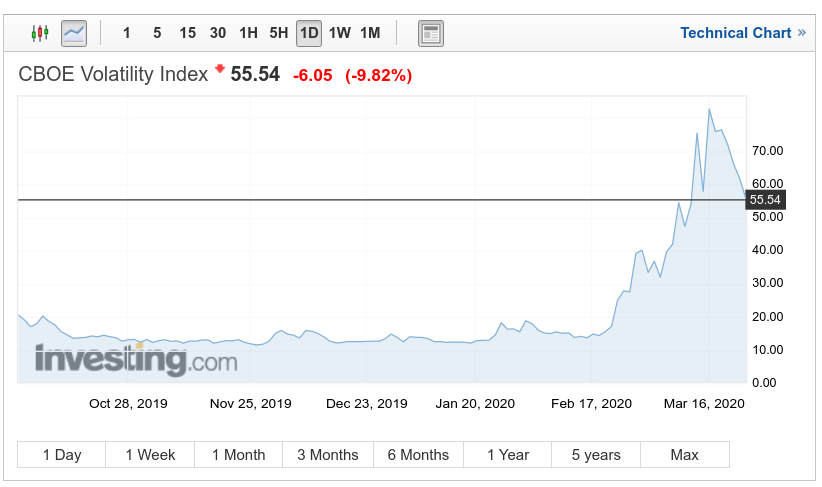 1 5 15 30 1H 5H 1D 1W 1M Technical Chart »
CBOE Volatility Index 55.54 -6.05 (-9.82%)
70.00
60.00
55.54
50.00
40.00
30.00
20.00
10.00
Investing.com
0.00
Oct 28, 2019 Nov 25, 2019 Dec 23, 2019 Jan 20, 2020 Feb 17, 2020 Mar 16, 2020
1 Day 1 Week 1 Month 3 Months 6 Months 1 Year 5 years Max